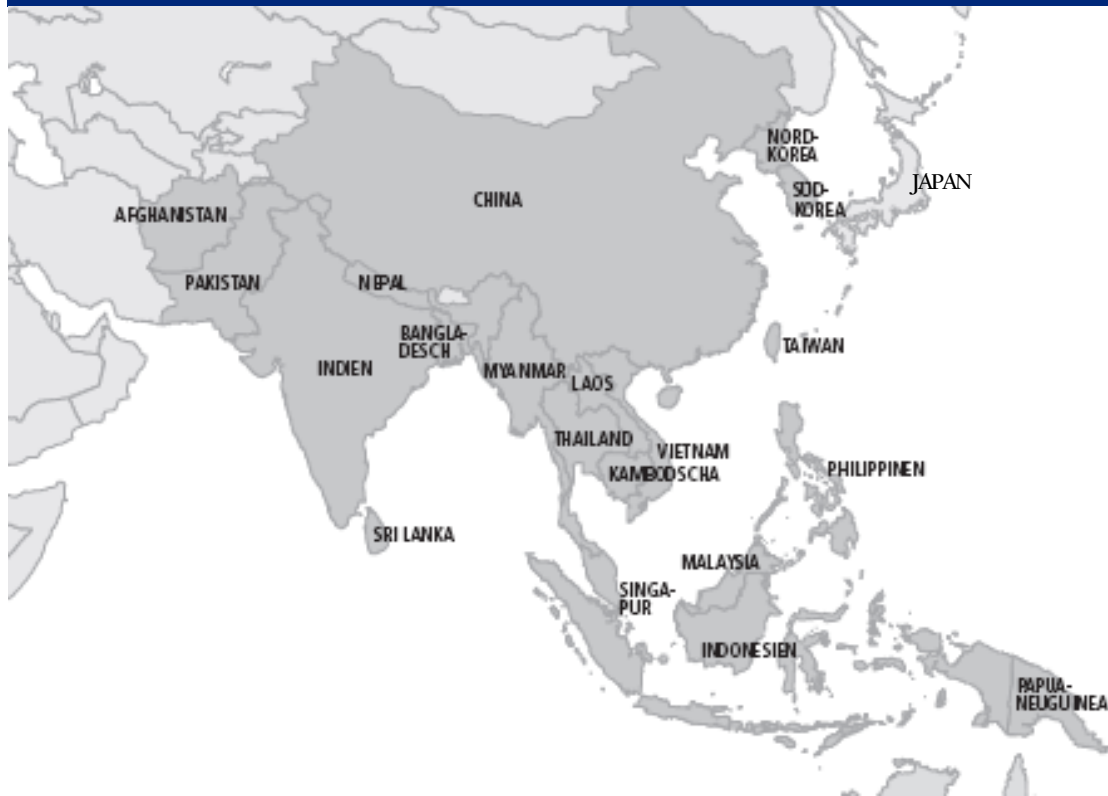 NORD-
KOREA
JAPAN
SÜD-
KOREA
CHINA
AFGHANISTAN
PAKISTAN
NEPAL
BANGLA-
DESCH
TAIWAN
INDIEN
MYANMAR
LAOS
THAILAND
VIETNAM
KAMBODSCHA
PHILIPPINEN
SRI LANKA
MALAYSIA
SINGA-
PUR
INDONESIEN
PAPUA-
NEUGUINEA